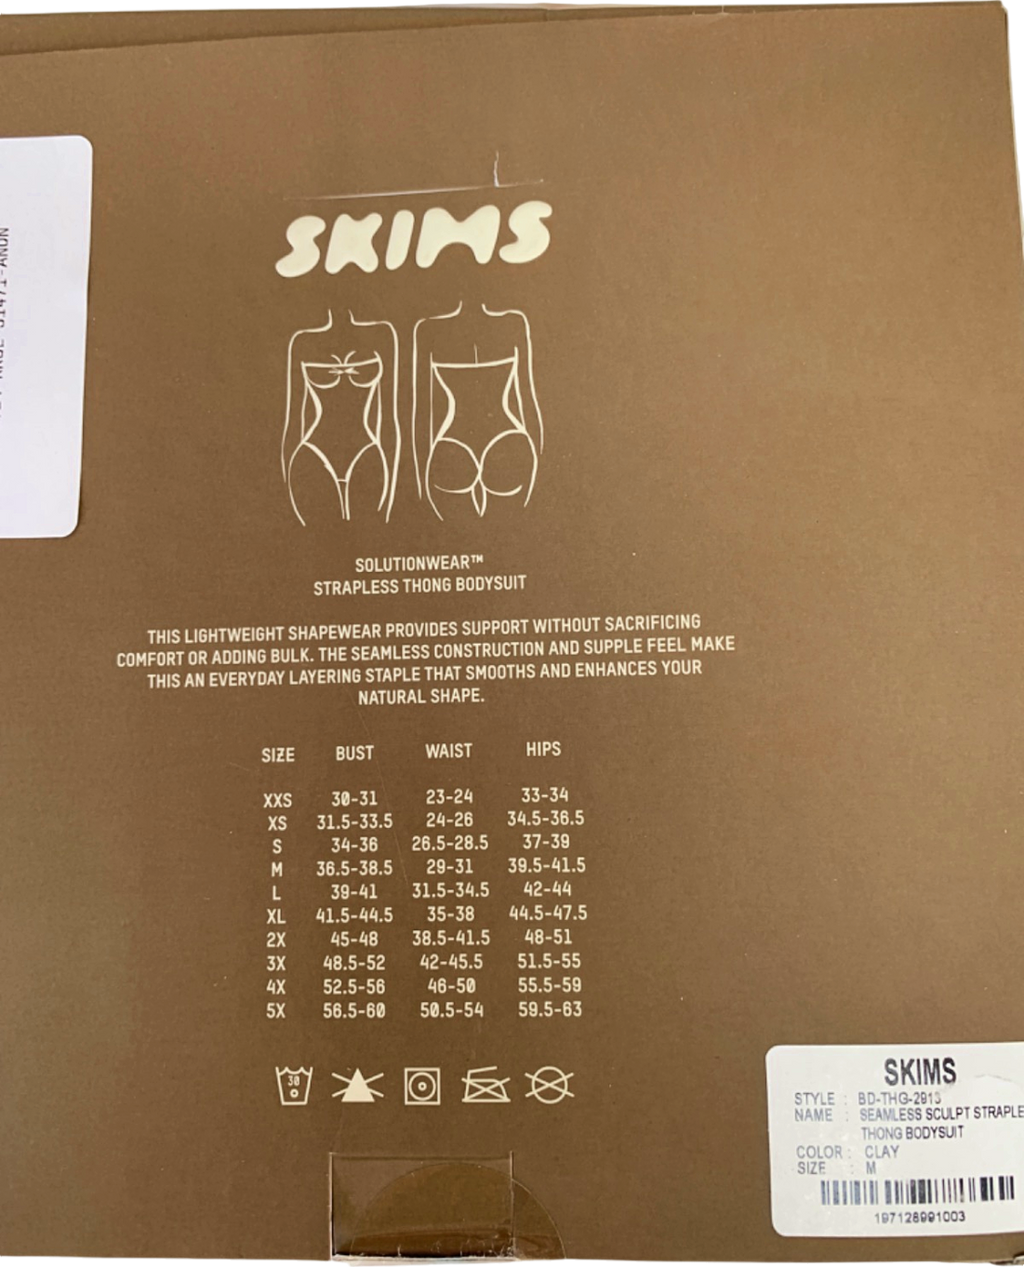 SKIMS
SOLUTIONWEAR™
STRAPLESS THONG BODYSUIT
THIS LIGHTWEIGHT SHAPEWEAR PROVIDES SUPPORT WITHOUT SACRIFICING
COMFORT OR ADDING BULK. THE SEAMLESS CONSTRUCTION AND SUPPLE FEEL MAKE
THIS AN EVERYDAY LAYERING STAPLE THAT SMOOTHS AND ENHANCES YOUR
NATURAL SHAPE.
SIZE BUST WAIST HIPS
XXS 30-31 23-24 33-34
XS 31.5-33.5 24-26 34.5-36.5
S 34-36 26.5-28.5 37-39
M 36.5-38.5 29-31 39.5-41.5
L 39-41 31.5-34.5 42-44
XL 41.5-44.5 35-38 44.5-47.5
2X 45-48 38.5-41.5 48-51
3X 48.5-52 42-45.5 51.5-55
4X 52.5-56 46-50 55.5-59
5X 56.5-60 50.5-54 59.5-63
30
SKIMS
STYLE : BD-THG-2913
NAME : SEAMLESS SCULPT STRAPLE
THONG BODYSUIT
COLOR : CLAY
SIZE : M
197128991003